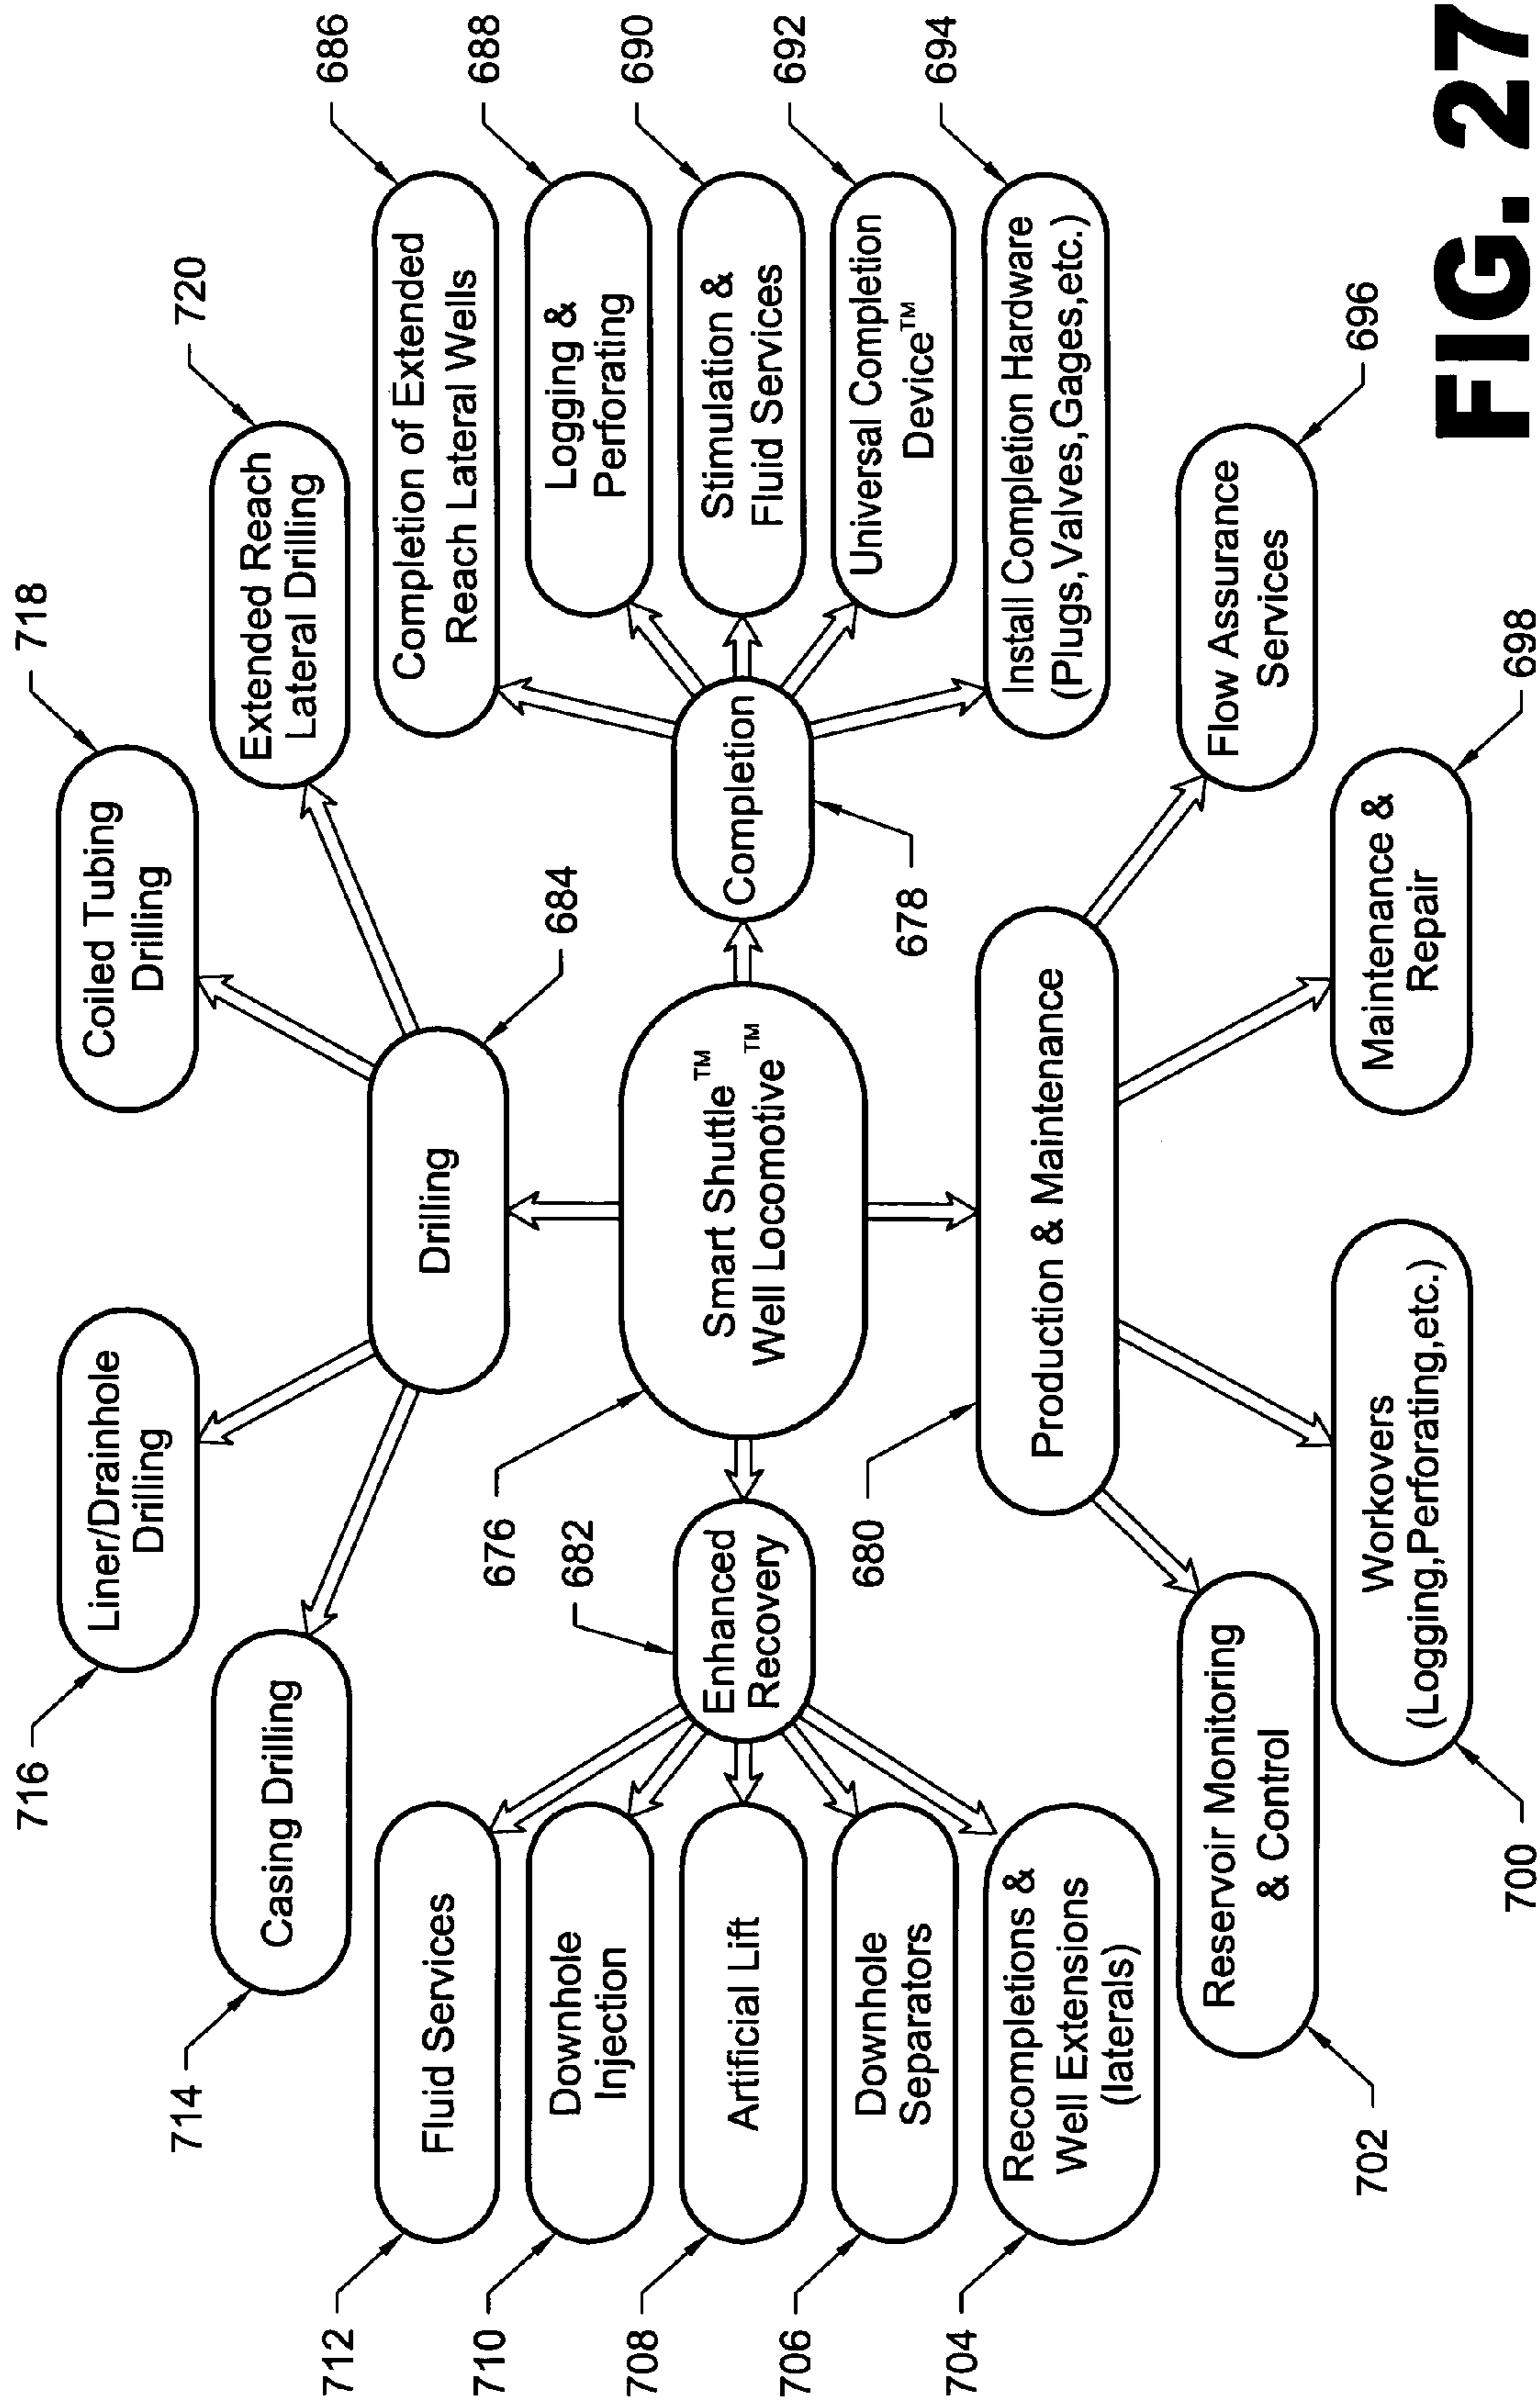 716
718
Liner/Drainhole
Drilling
Coiled Tubing
Drilling
714
720
Casing Drilling
Extended Reach
Lateral Drilling
712
Fluid Services
Drilling
684
Completion of Extended
Reach Lateral Wells
686
710
Downhole
Injection
676
Logging &
Perforating
688
708
Artificial Lift
682
Enhanced
Recovery
Smart Shuttle™
Well Locomotive™
Completion
Stimulation &
Fluid Services
690
706
Downhole
Separators
680
678
Universal Completion
Device™
692
704
Recompletions &
Well Extensions
(laterals)
Production & Maintenance
Install Completion Hardware
(Plugs,Valves,Gages,etc.)
694
702
Reservoir Monitoring
& Control
Flow Assurance
Services
696
700
Workovers
(Logging,Perforating,etc.)
Maintenance &
Repair
698
FIG. 27